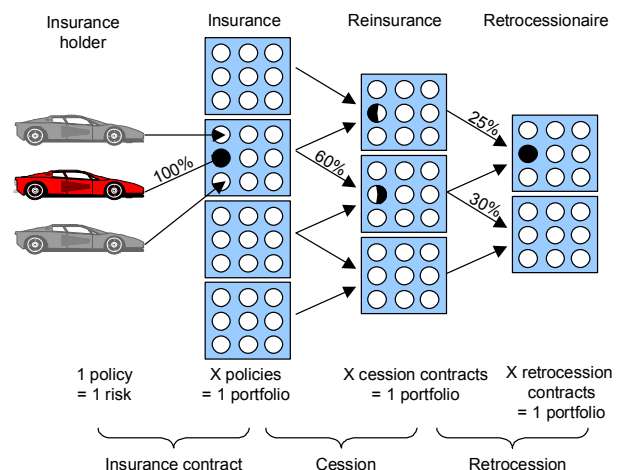 Insurance
holder
Insurance
Reinsurance
Retrocessionaire
100%
60%
25%
30%
1 policy
= 1 risk
X policies
= 1 portfolio
X cession contracts
= 1 portfolio
X retrocession
contracts
= 1 portfolio
Insurance contract
Cession
Retrocession